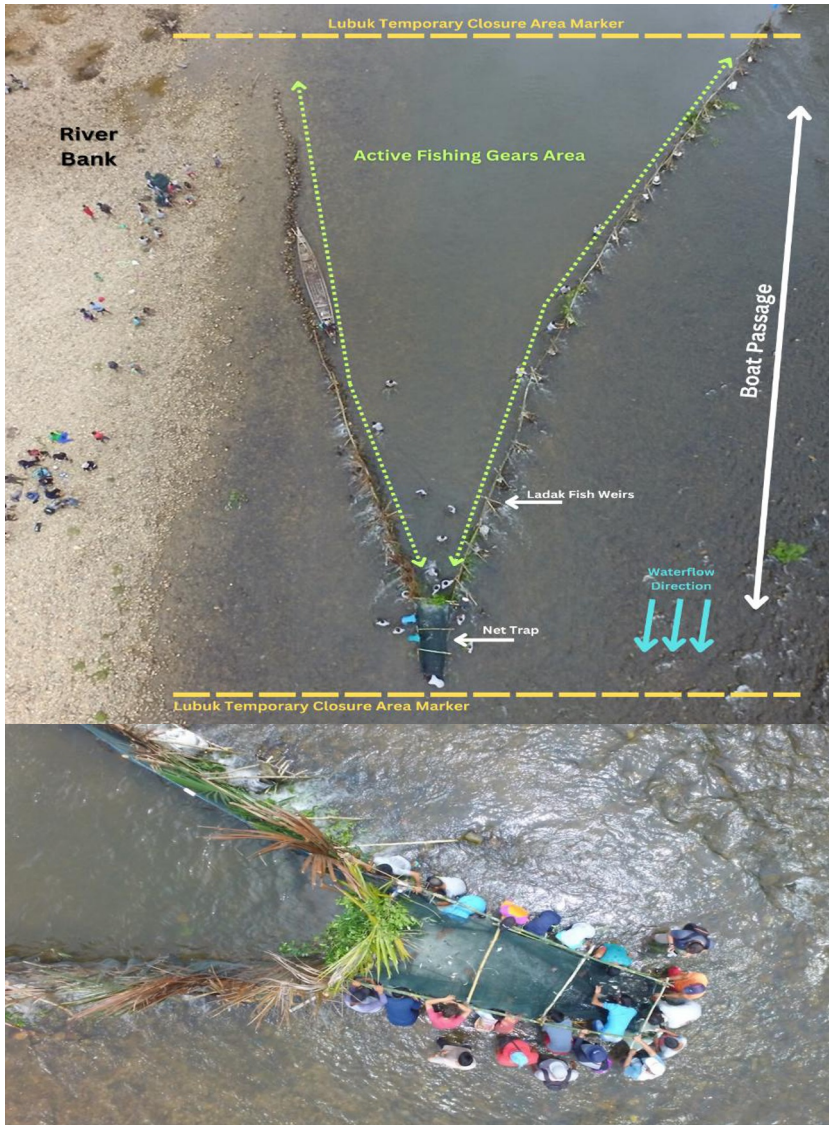 Lubuk Temporary Closure Area Marker
River
Bank
Active Fishing Gears Area
Boat Passage
Ladak Fish Weirs
Waterflow
Direction
Net Trap
Lubuk Temporary Closure Area Marker